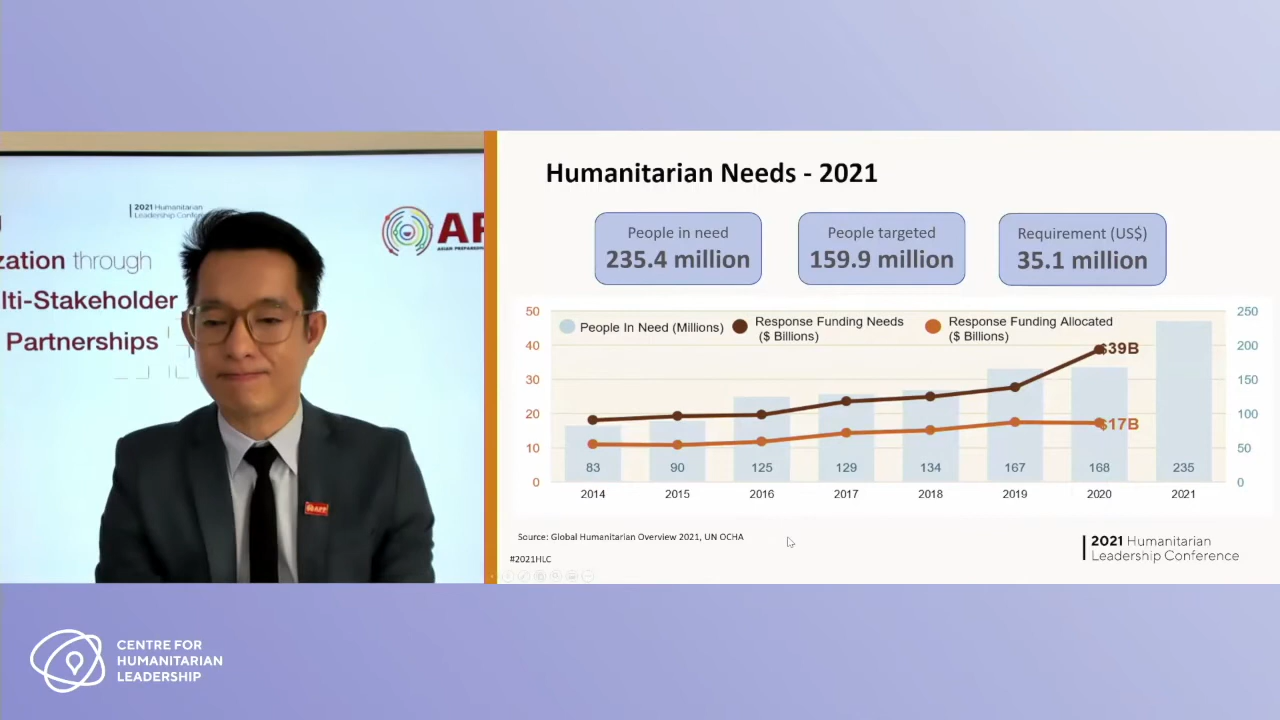 2021 Humanitarian
Leadership Confere
zation through
lti-Stakeholder
Partnerships
Humanitarian Needs - 2021
People in need
235.4 million
People targeted
159.9 million
Requirement (US$)
35.1 million
People In Need (Millions)
Response Funding Needs
($ Billions)
Response Funding Allocated
($ Billions)
50
40
30
20
10
0
250
200
150
100
50
0
$39B
$17B
83
90
125
129
134
167
168
235
2014
2015
2016
2017
2018
2019
2020
2021
Source: Global Humanitarian Overview 2021, UN OCHA
#2021HLC
2021 Humanitarian
Leadership Conference
CENTRE FOR
HUMANITARIAN
LEADERSHIP